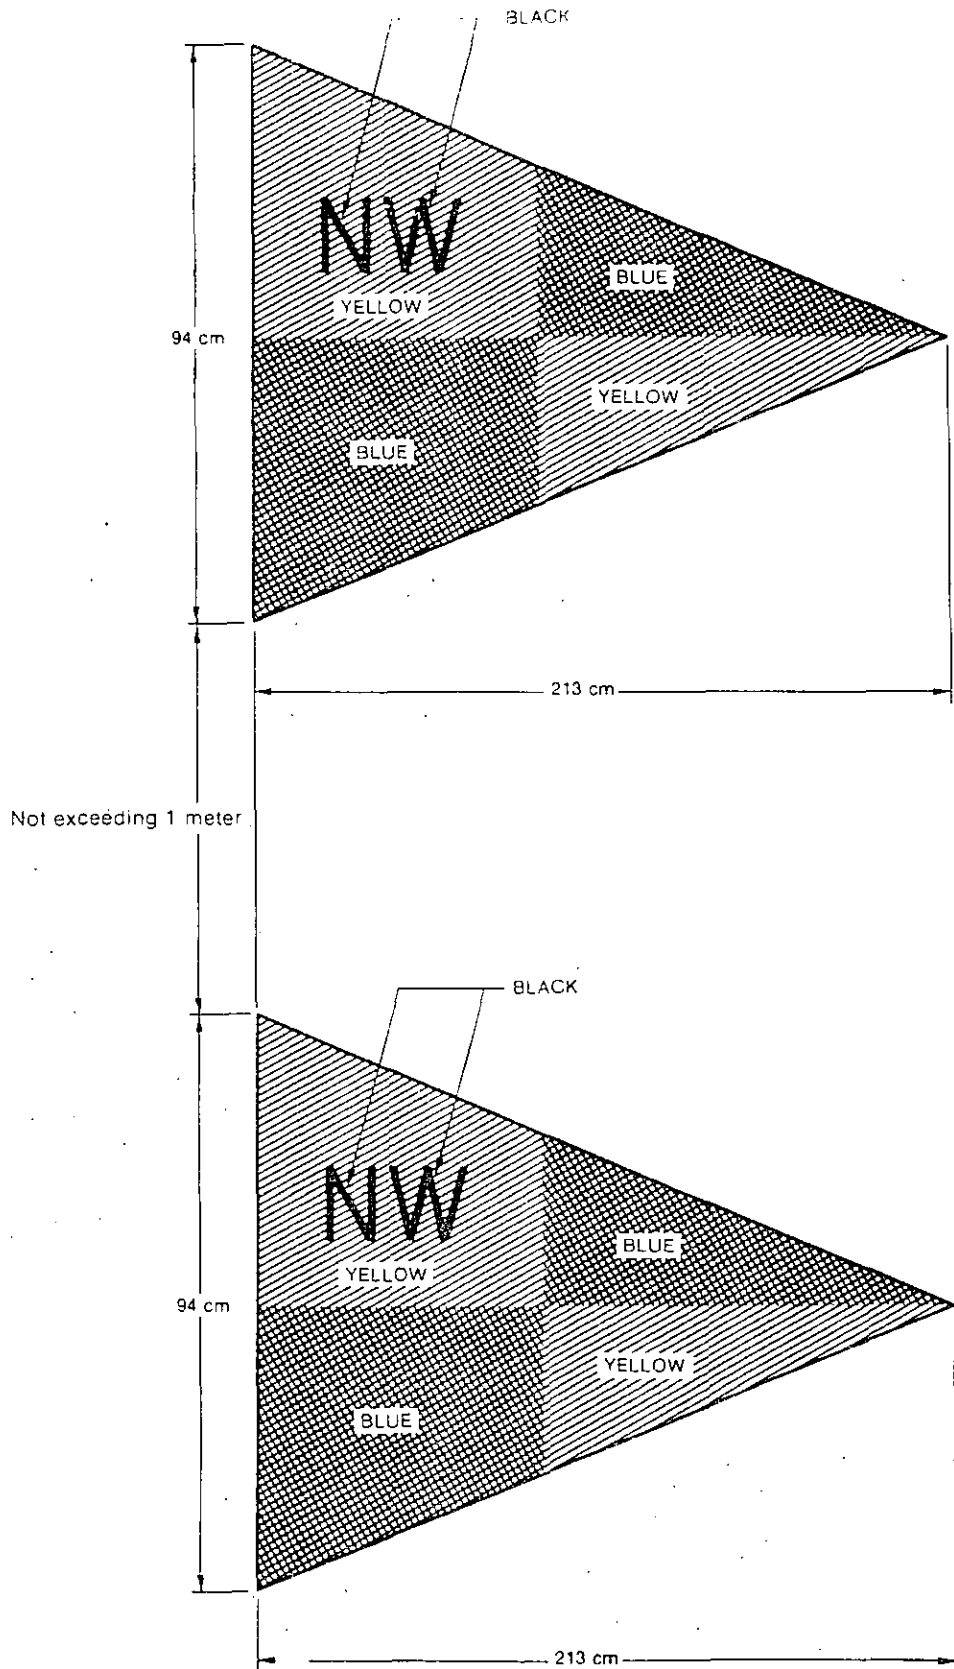 BLACK
NW
BLUE
YELLOW
94 cm
YELLOW
BLUE
213 cm
Not exceeding 1 meter
BLACK
NW
BLUE
YELLOW
94 cm
YELLOW
BLUE
213 cm